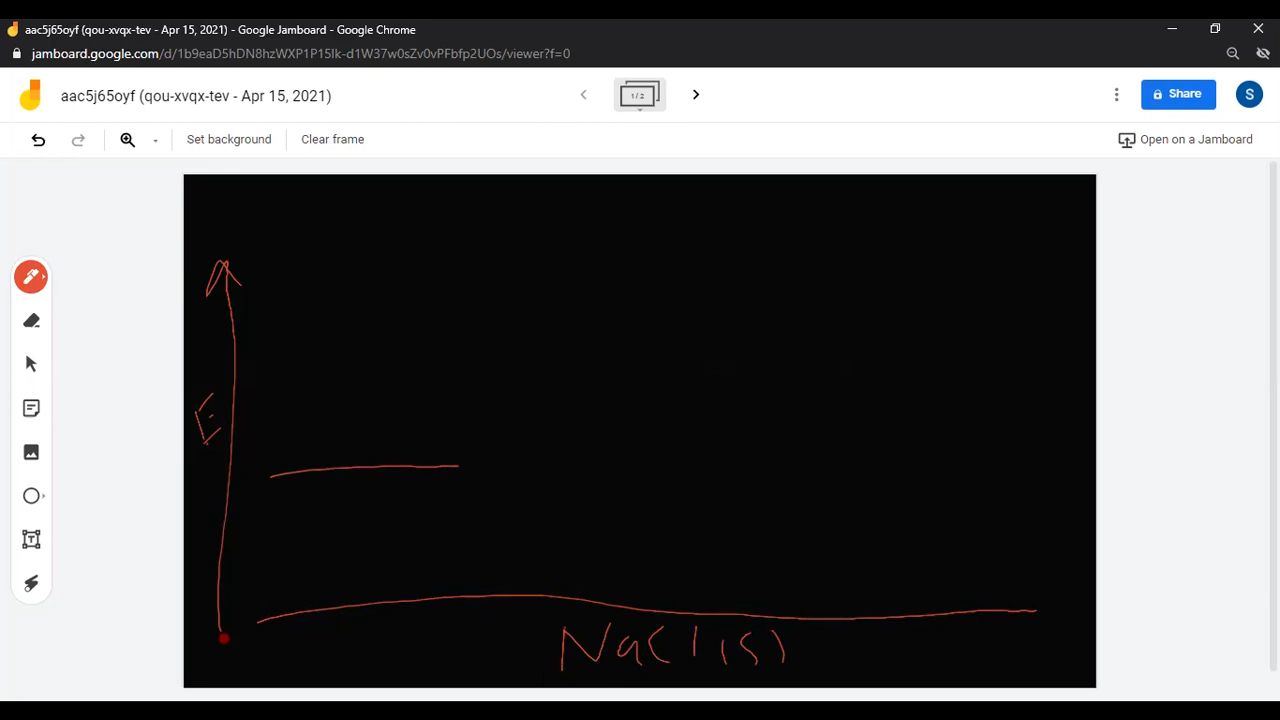 aac5j65oyf (qou-xvqx-tev - Apr 15, 2021) - Google Jamboard - Google Chrome
jamboard.google.com/d/1b9eaD5hDN8hzWXP1P15Ik-d1W37w0sZv0vPFbfp2UOs/viewer?f=0
aac5j65oyf (qou-xvqx-tev - Apr 15, 2021)
1/2
Share
S
Set background
Clear frame
Open on a Jamboard
E
NaCl(s)